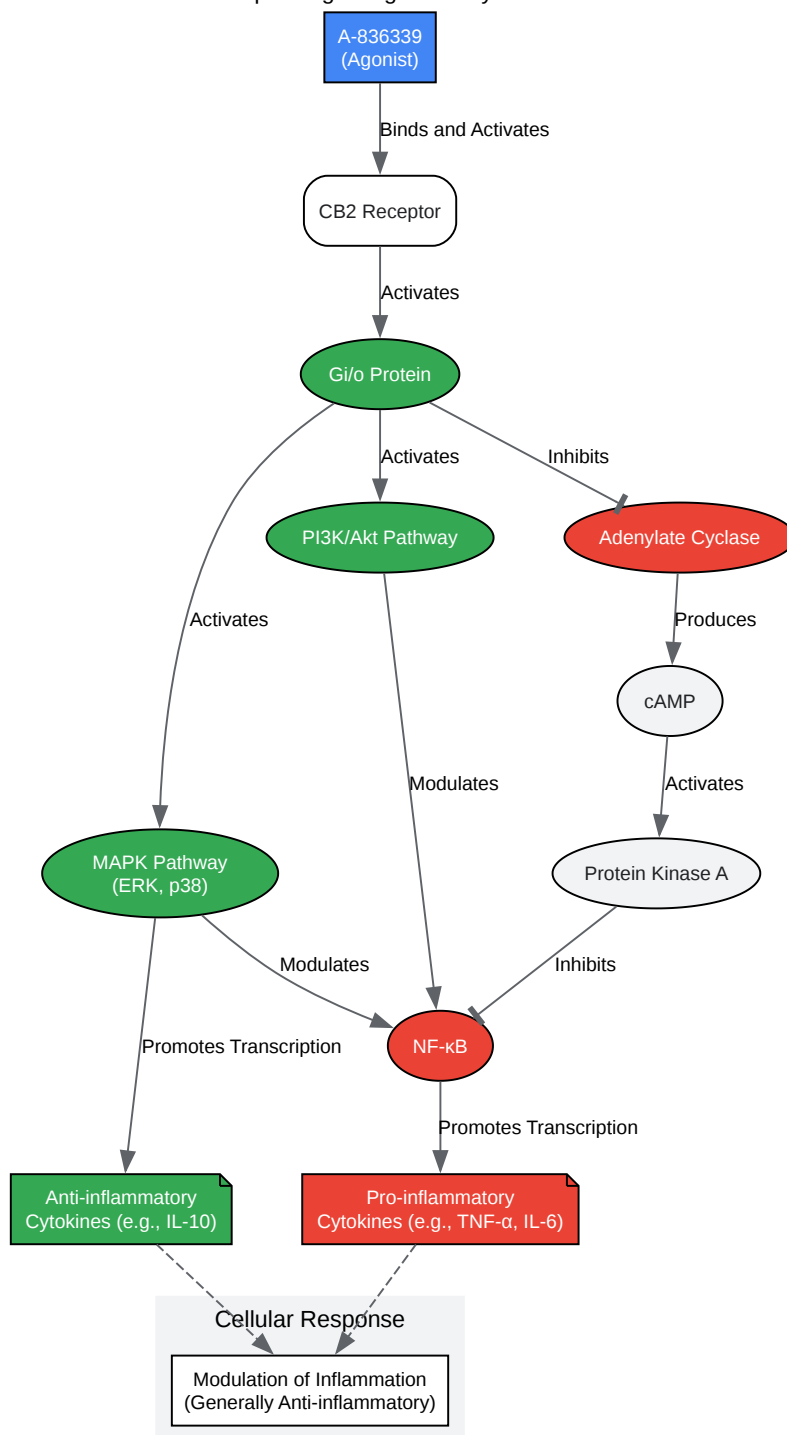 A-836339
(Agonist)
Binds and Activates
CB2 Receptor
Activates
Gi/o Protein
Activates
Inhibits
PI3K/Akt Pathway
Adenylate Cyclase
Activates
Produces
cAMP
Modulates
Activates
MAPK Pathway
(ERK, p38)
Protein Kinase A
Modulates
Inhibits
NF-κB
Promotes Transcription
Promotes Transcription
Anti-inflammatory
Cytokines (e.g., IL-10)
Pro-inflammatory
Cytokines (e.g., TNF-α, IL-6)
Cellular Response
Modulation of Inflammation
(Generally Anti-inflammatory)